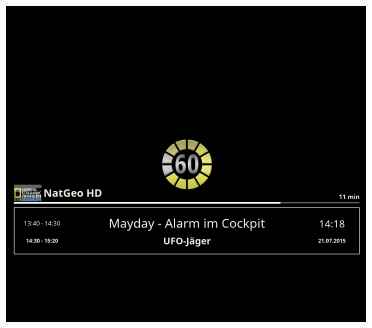 60
NatGeo HD
11 min
13:40 - 14:30 Mayday - Alarm im Cockpit 14:18
14:30 - 15:20 UFO-Jäger 21.07.2015